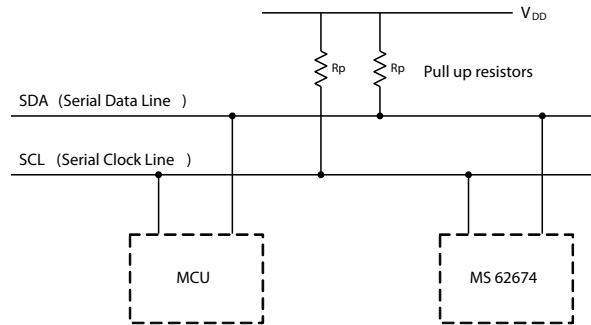 VDD
Rp
Rp
Pull up resistors
SDA (Serial Data Line )
SCL (Serial Clock Line )
MCU
MS 62674